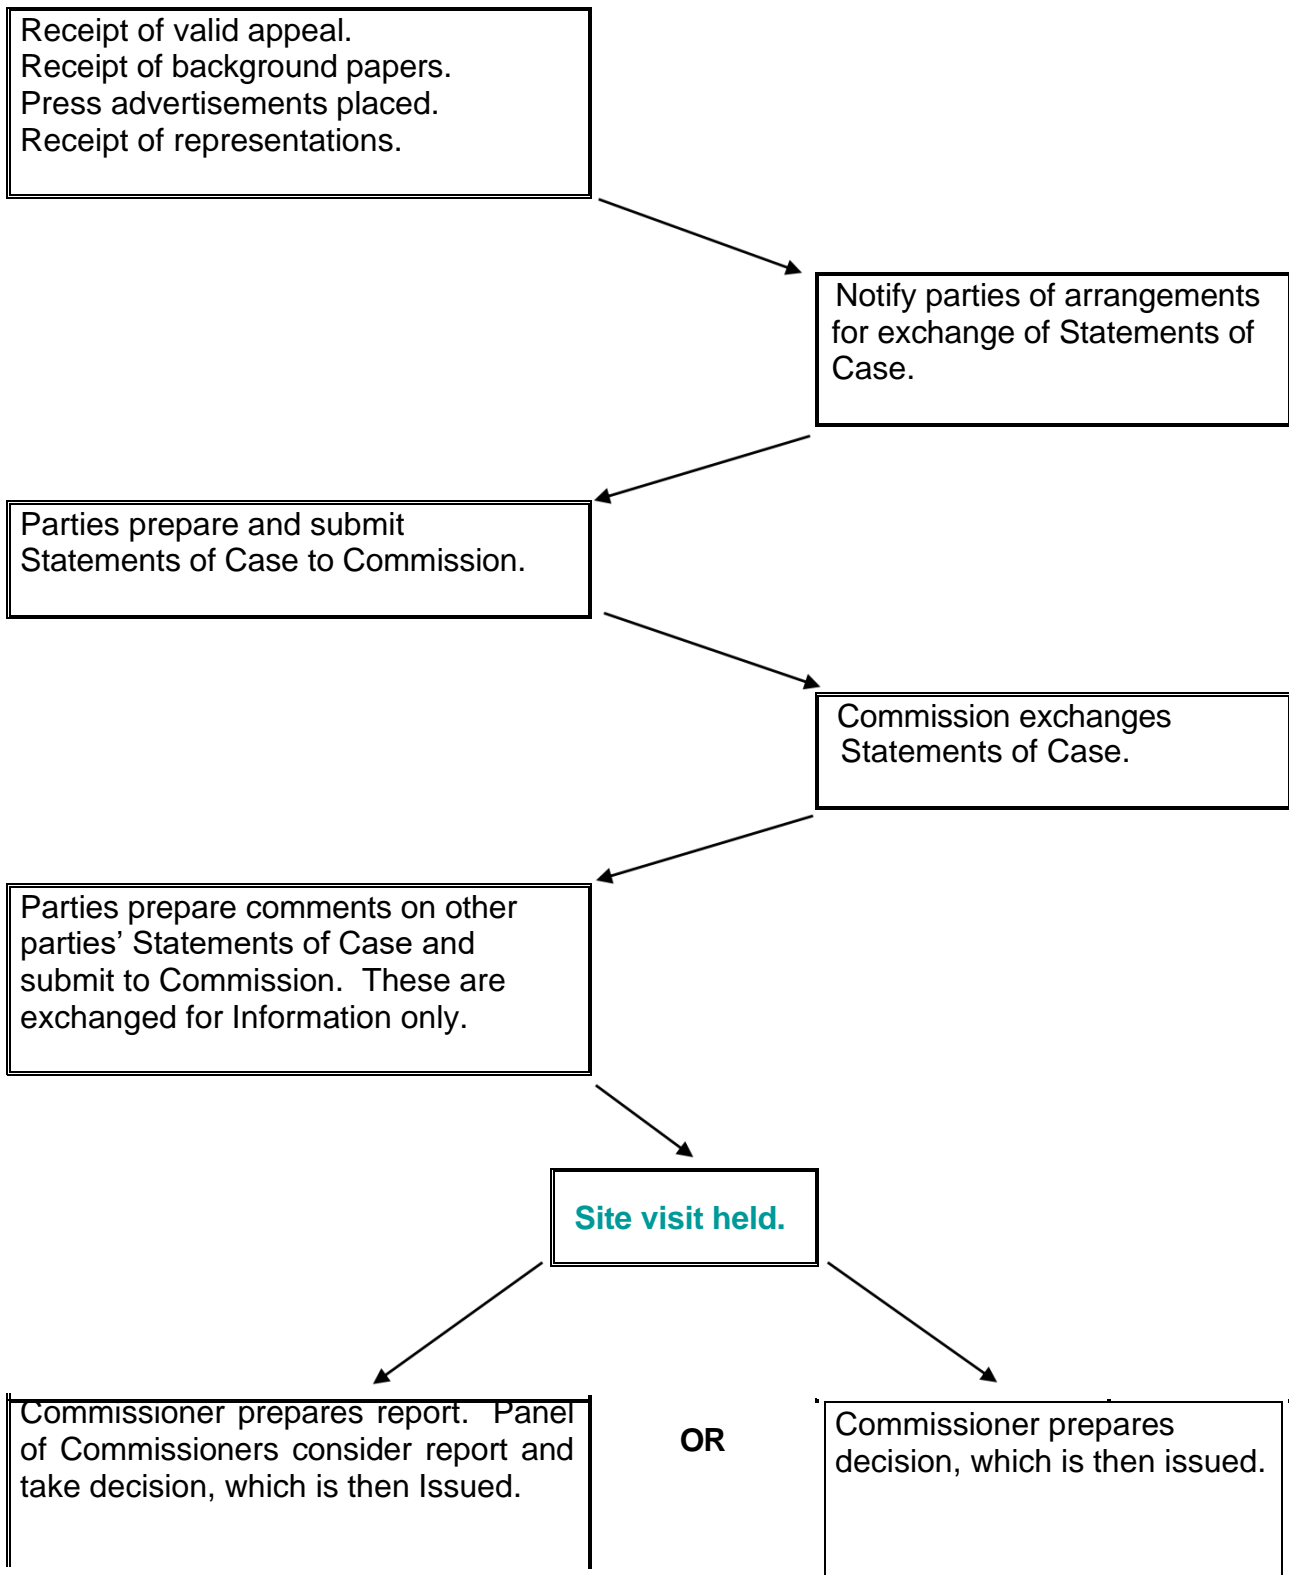 Receipt of valid appeal.
Receipt of background papers.
Press advertisements placed.
Receipt of representations.
Notify parties of arrangements
for exchange of Statements of
Case.
Parties prepare and submit
Statements of Case to Commission.
Commission exchanges
Statements of Case.
Parties prepare comments on other
parties’ Statements of Case and
submit to Commission.  These are
exchanged for Information only.
Site visit held.
Commissioner prepares report.  Panel
of Commissioners consider report and
take decision, which is then Issued.
OR
Commissioner prepares
decision, which is then issued.